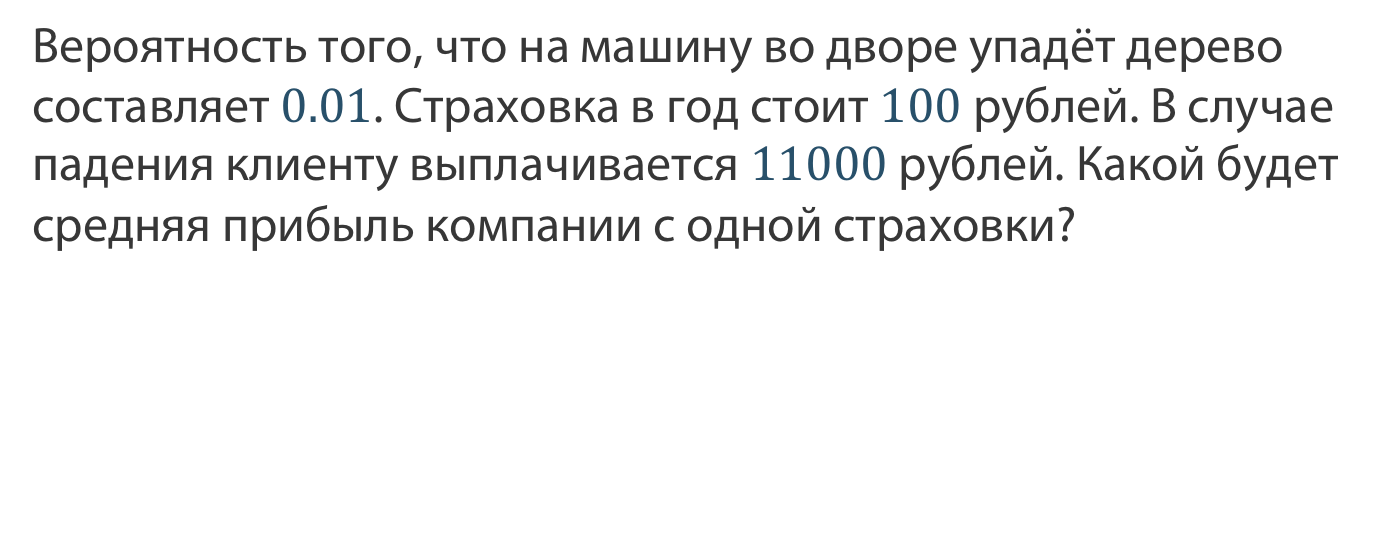 Вероятность того, что на машину во дворе упадёт дерево
составляет 0.01. Страховка в год стоит 100 рублей. В случае
падения клиенту выплачивается 11000 рублей. Какой будет
средняя прибыль компании с одной страховки?